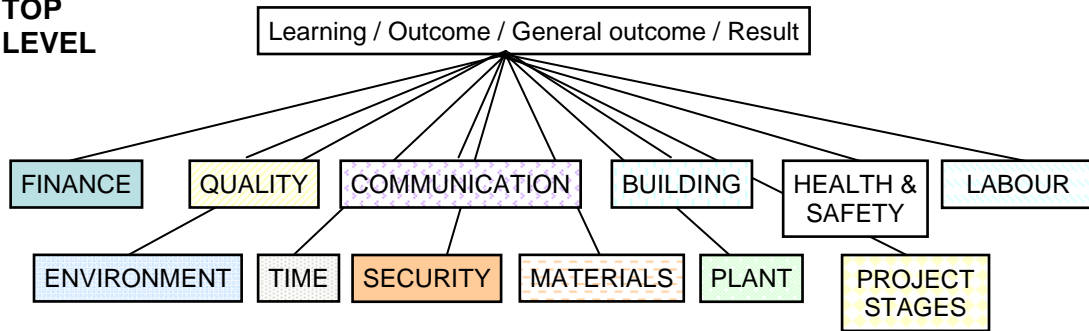 TOP
LEVEL
Learning / Outcome / General outcome / Result
FINANCE
QUALITY
COMMUNICATION
BUILDING
HEALTH &
SAFETY
LABOUR
ENVIRONMENT
TIME
SECURITY
MATERIALS
PLANT
PROJECT
STAGES